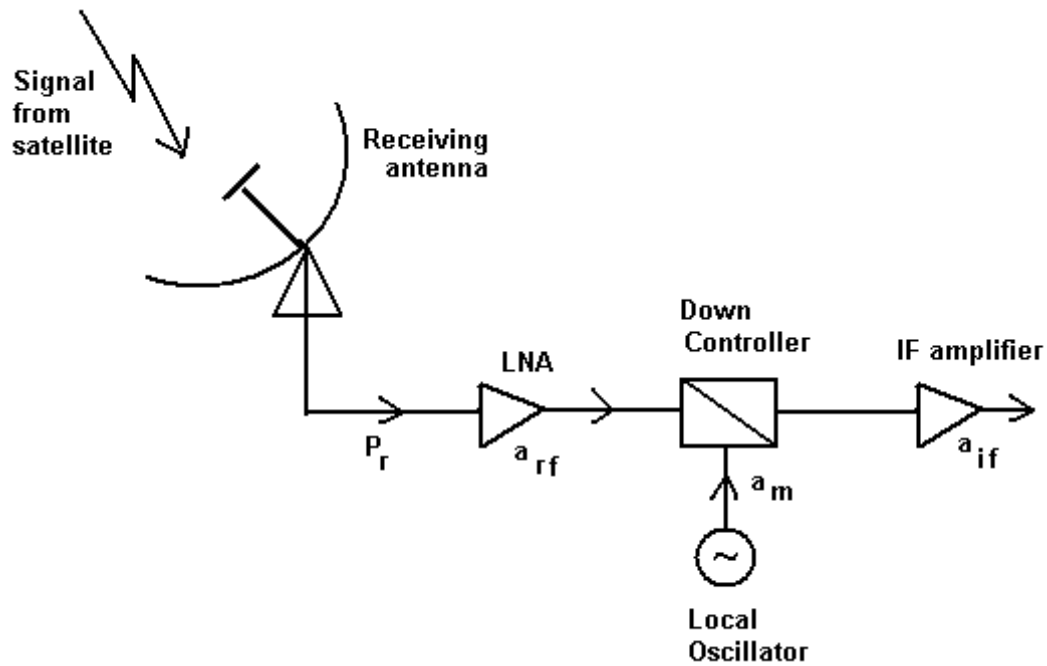 Signal
from
satellite
Receiving
antenna
Down
Controller
LNA
IF amplifier
P r
a rf
a m
a if
~
Local
Oscillator